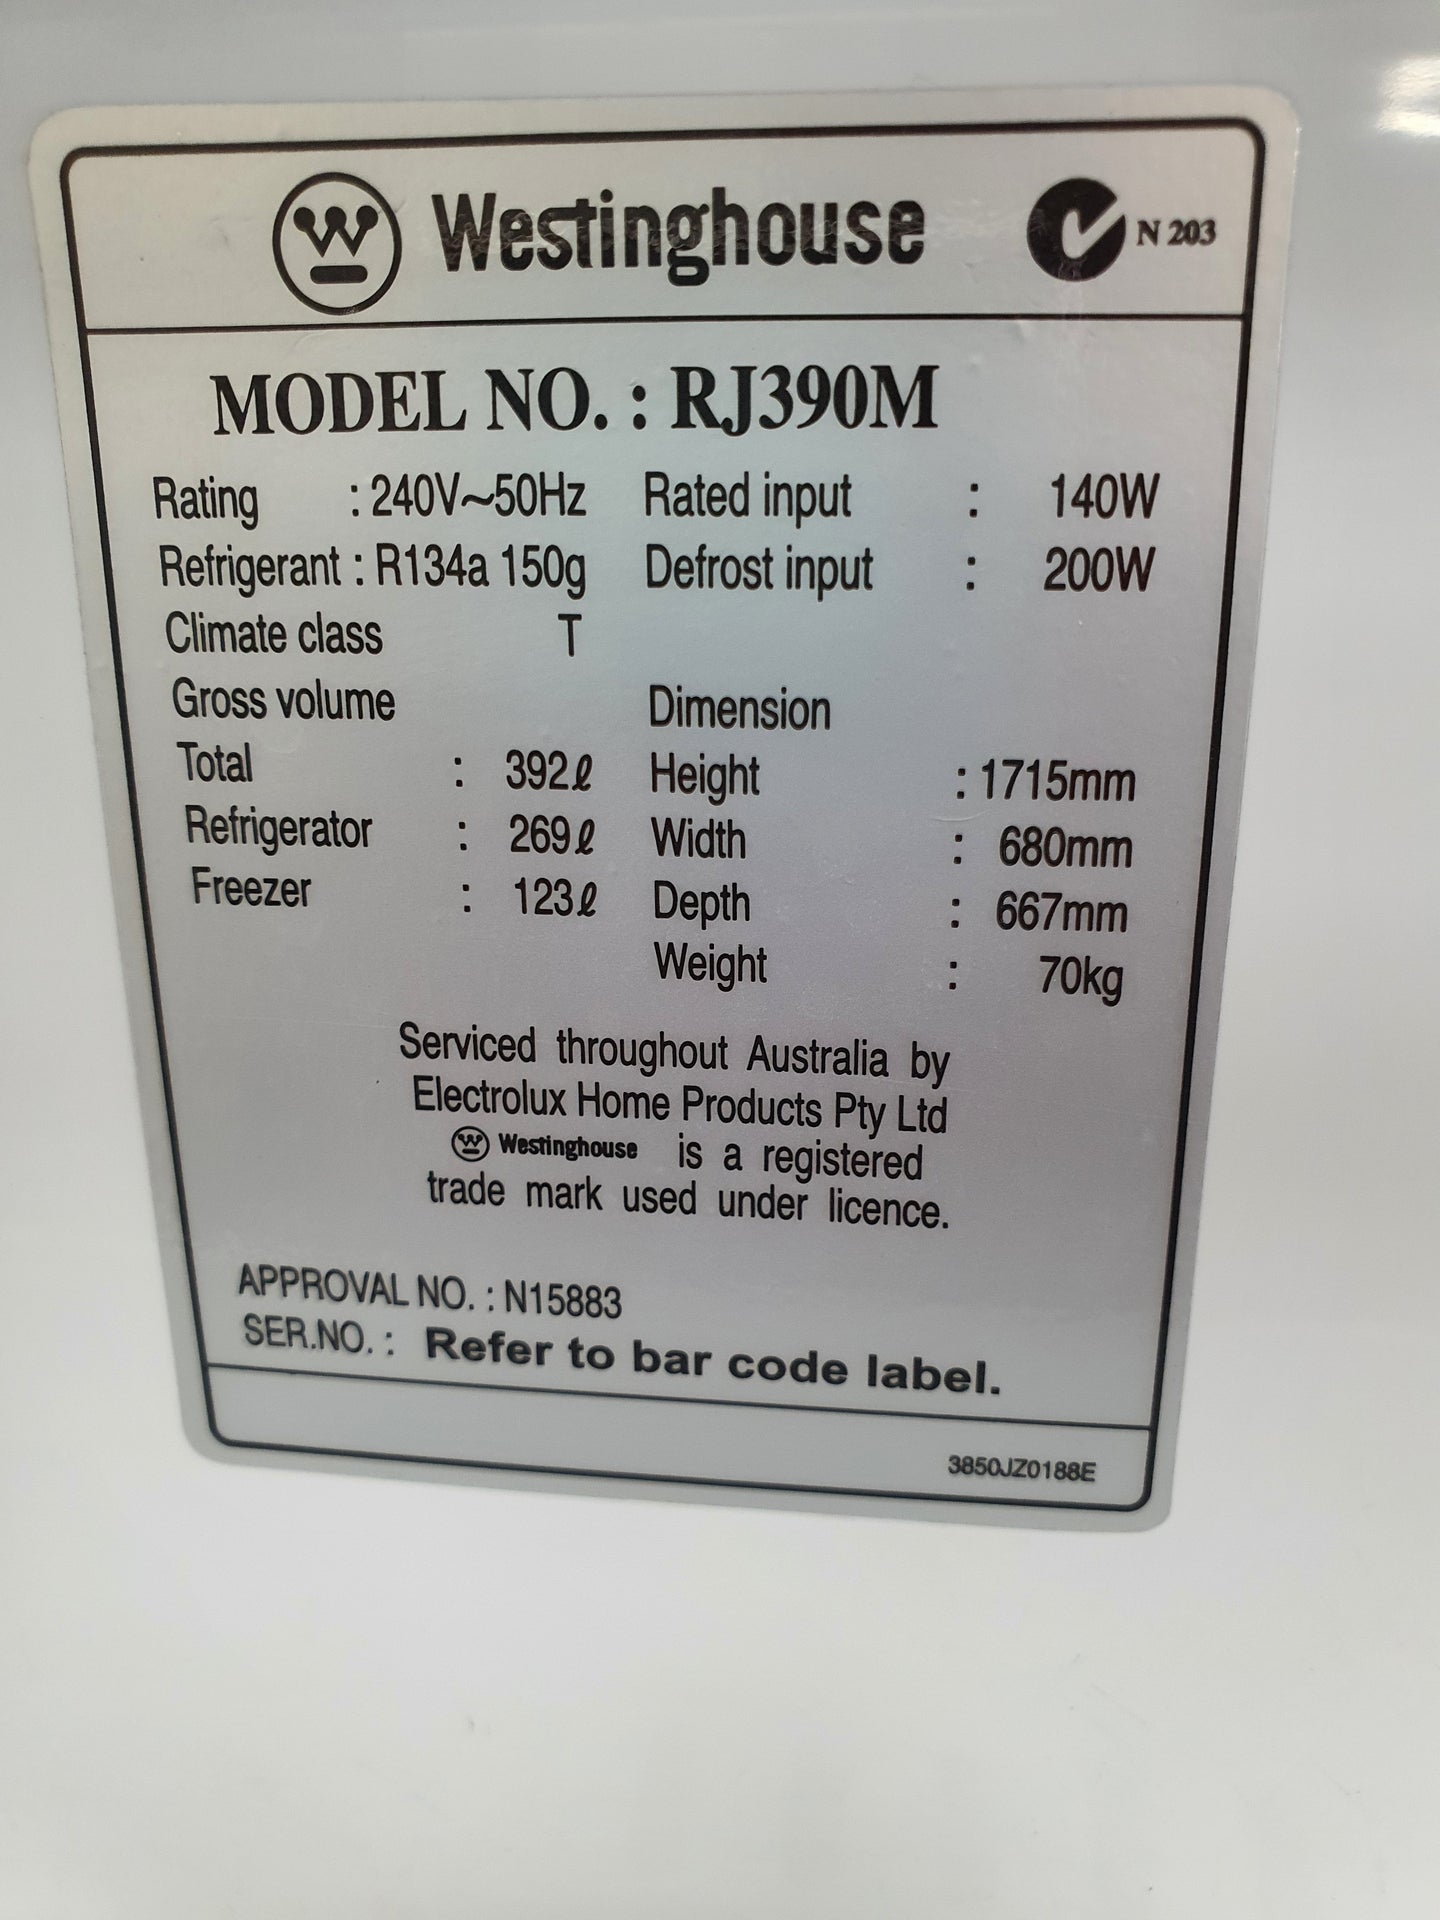 Westinghouse N 203
MODEL NO. : RJ390M
Rating : 240V~50Hz Rated input : 140W
Refrigerant : R134a 150g Defrost input : 200W
Climate class T
Gross volume Dimension
Total : 392ℓ Height : 1715mm
Refrigerator : 269ℓ Width : 680mm
Freezer : 123ℓ Depth : 667mm
Weight : 70kg
Serviced throughout Australia by
Electrolux Home Products Pty Ltd
Westinghouse is a registered
trade mark used under licence.
APPROVAL NO. : N15883
SER.NO. : Refer to bar code label.
3850JZ0188E